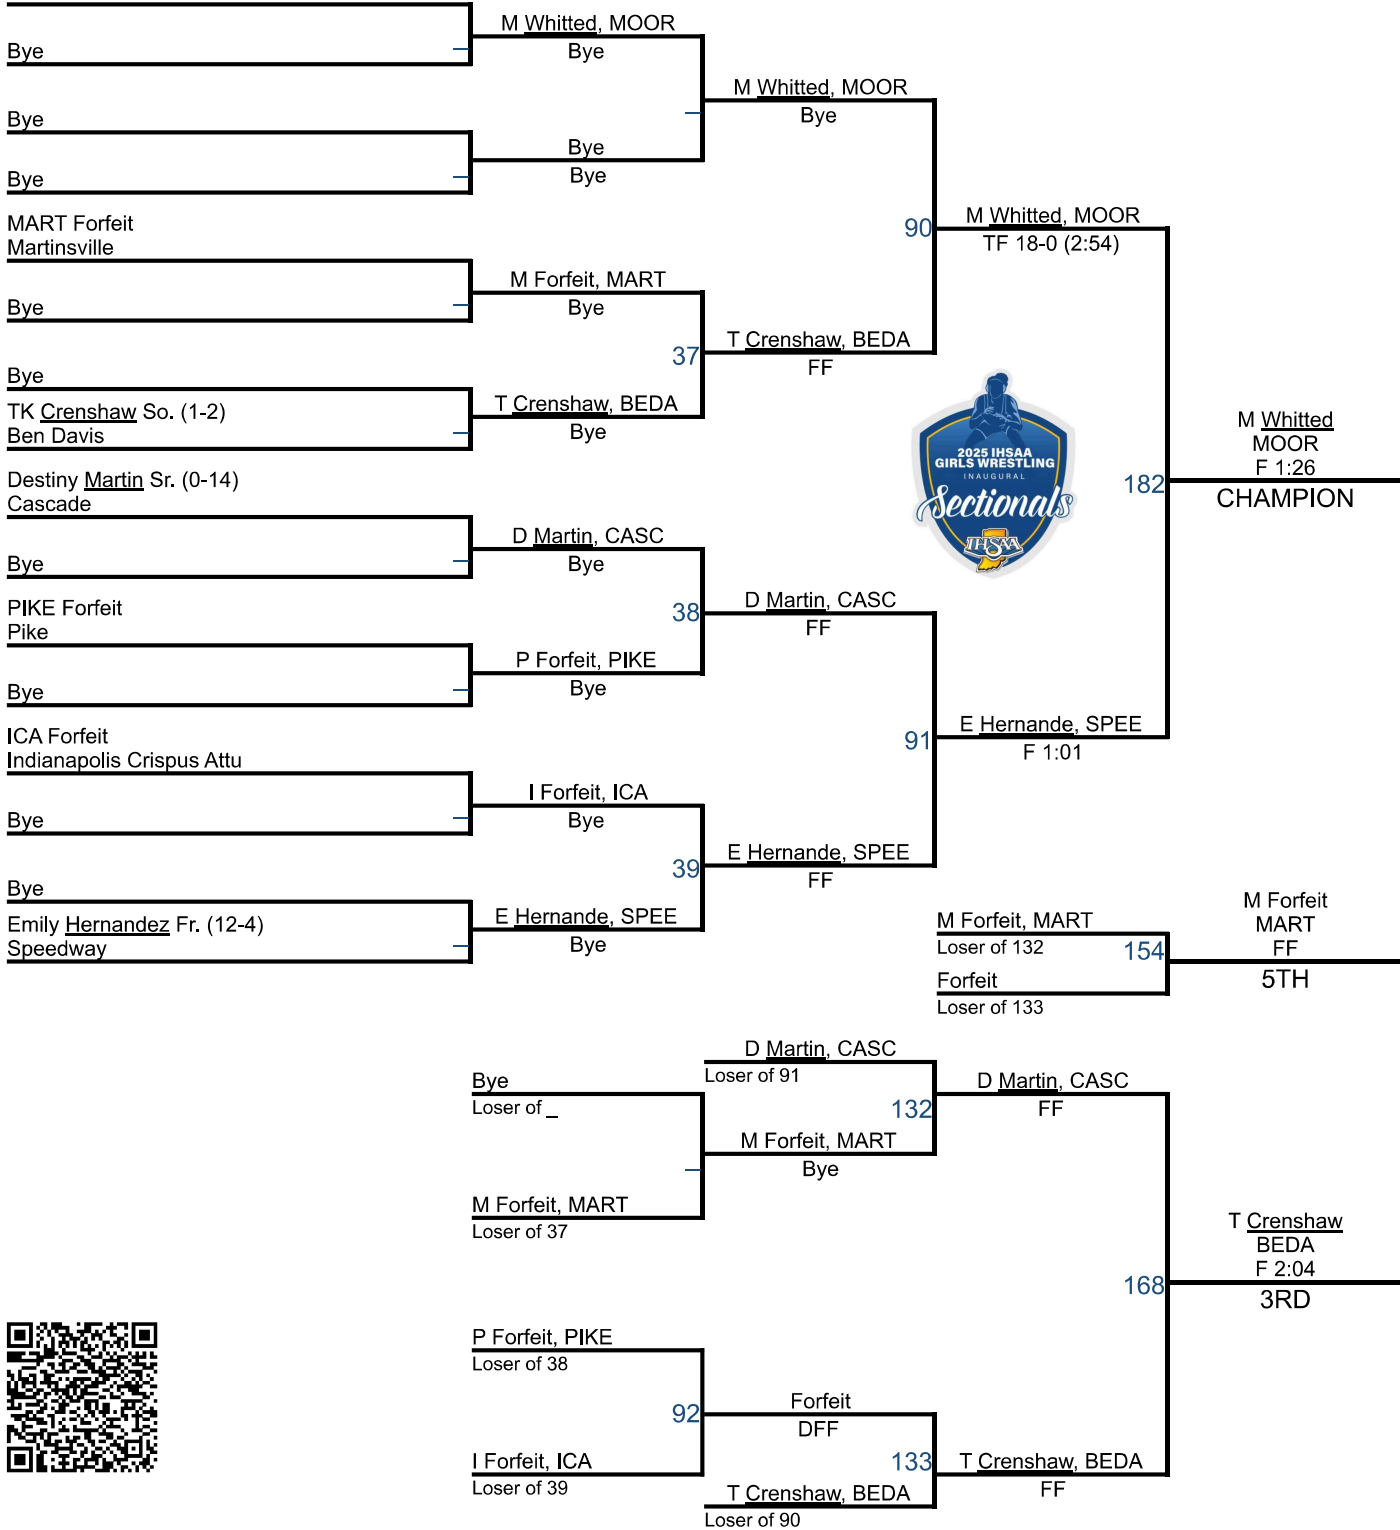 M Whitted, MOOR
Bye
Bye
M Whitted, MOOR
Bye
Bye
Bye
Bye
Bye
MART Forfeit
Martinsville
M Whitted, MOOR
90
TF 18-0 (2:54)
M Forfeit, MART
Bye
Bye
T Crenshaw, BEDA
37
FF
Bye
TK Crenshaw So. (1-2)
Ben Davis
T Crenshaw, BEDA
Bye
2025 IHSAA
GIRLS WRESTLING
INAUGURAL
Sectionals
IHSAA
M Whitted
MOOR
F 1:26
182
CHAMPION
Destiny Martin Sr. (0-14)
Cascade
D Martin, CASC
Bye
Bye
D Martin, CASC
38
FF
PIKE Forfeit
Pike
P Forfeit, PIKE
Bye
Bye
E Hernande, SPEE
91
F 1:01
ICA Forfeit
Indianapolis Crispus Attu
I Forfeit, ICA
Bye
Bye
E Hernande, SPEE
39
FF
Bye
Emily Hernandez Fr. (12-4)
Speedway
E Hernande, SPEE
Bye
M Forfeit, MART
Loser of 132
154
Forfeit
Loser of 133
M Forfeit
MART
FF
5TH
D Martin, CASC
Loser of 91
Bye
Loser of _
132
D Martin, CASC
FF
M Forfeit, MART
Bye
M Forfeit, MART
Loser of 37
168
T Crenshaw
BEDA
F 2:04
3RD
P Forfeit, PIKE
Loser of 38
92
Forfeit
DFF
I Forfeit, ICA
Loser of 39
133
T Crenshaw, BEDA
FF
T Crenshaw, BEDA
Loser of 90